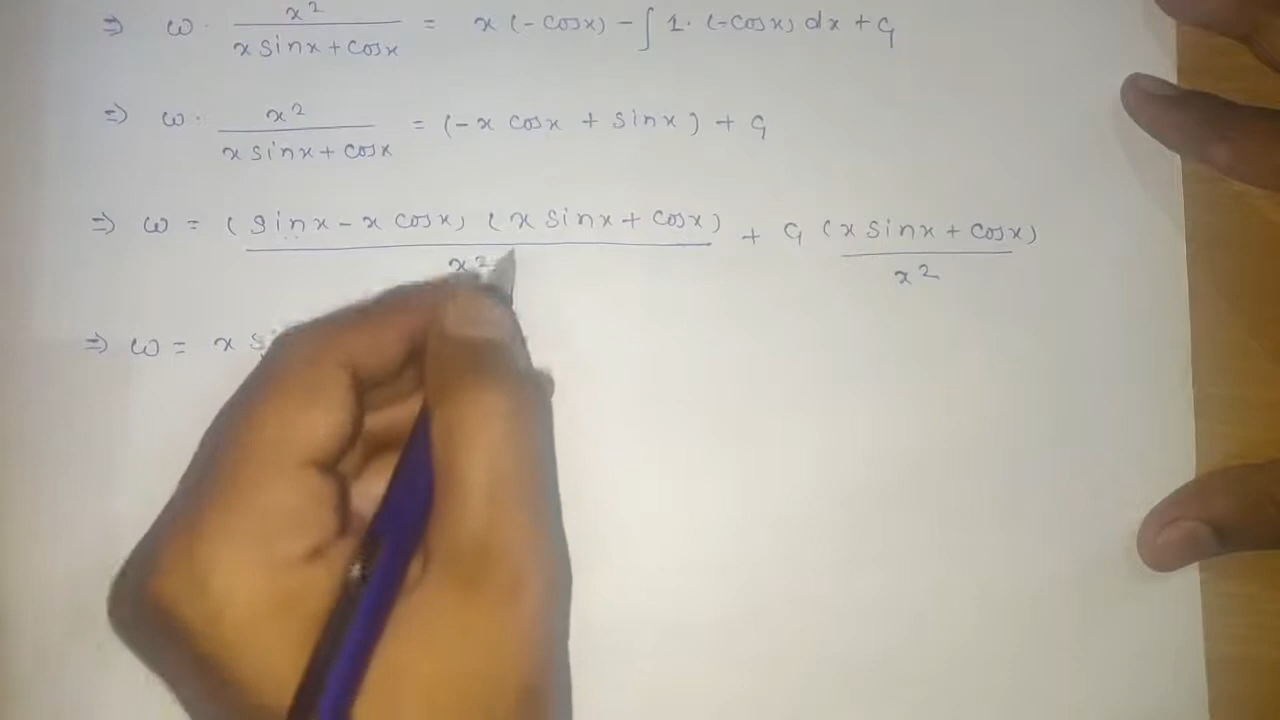 ⇒ ω · x² / (x sinx + cosx) = x (-cosx) - ∫ 1 · (-cosx) dx + C₁
⇒ ω · x² / (x sinx + cosx) = (-x cosx + sinx) + C₁
⇒ ω = (sinx - x cosx) (x sinx + cosx) / x² + C₁ (x sinx + cosx) / x²
⇒ ω = x s